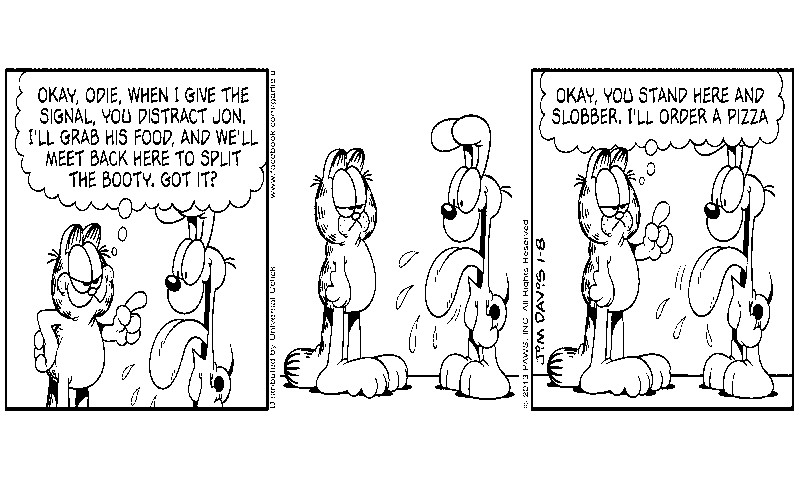 OKAY, ODIE, WHEN I GIVE THE
SIGNAL, YOU DISTRACT JON,
I'LL GRAB HIS FOOD, AND WE'LL
MEET BACK HERE TO SPLIT
THE BOOTY. GOT IT?
Distributed by Universal Uclick
www.facebook.com/garfield
© 2013 PAWS, INC. All Rights Reserved.
JIM DAVIS 1-8
OKAY, YOU STAND HERE AND
SLOBBER. I'LL ORDER A PIZZA